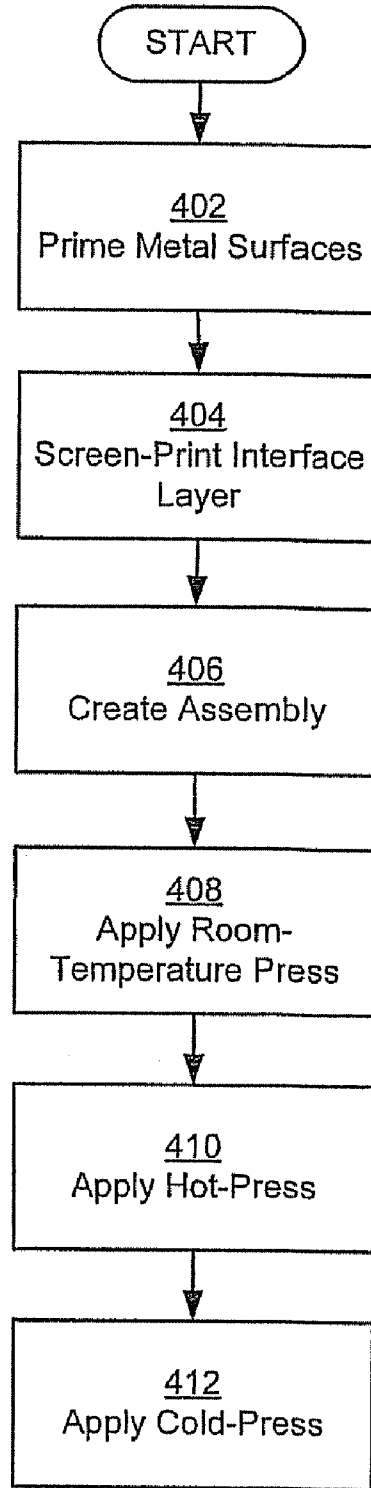 START
402
Prime Metal Surfaces
404
Screen-Print Interface
Layer
406
Create Assembly
408
Apply Room-
Temperature Press
410
Apply Hot-Press
412
Apply Cold-Press